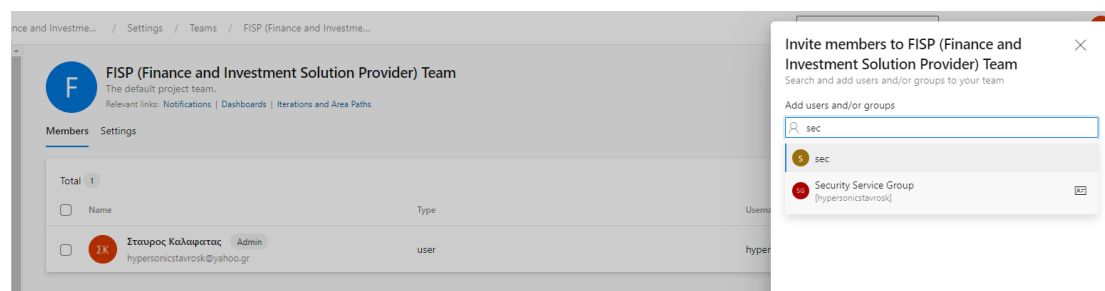 nce and Investme... / Settings / Teams / FISP (Finance and Investme...
F
FISP (Finance and Investment Solution Provider) Team
The default project team.
Relevant links: Notifications | Dashboards | Iterations and Area Paths
Members Settings
Total 1
Name Type Userna
ΣΚ
Σταυρος Καλαφατας Admin
hypersonicstavrosk@yahoo.gr
user hyper
Invite members to FISP (Finance and
Investment Solution Provider) Team
Search and add users and/or groups to your team
Add users and/or groups
sec
S sec
SG Security Service Group
[hypersonicstavrosk]